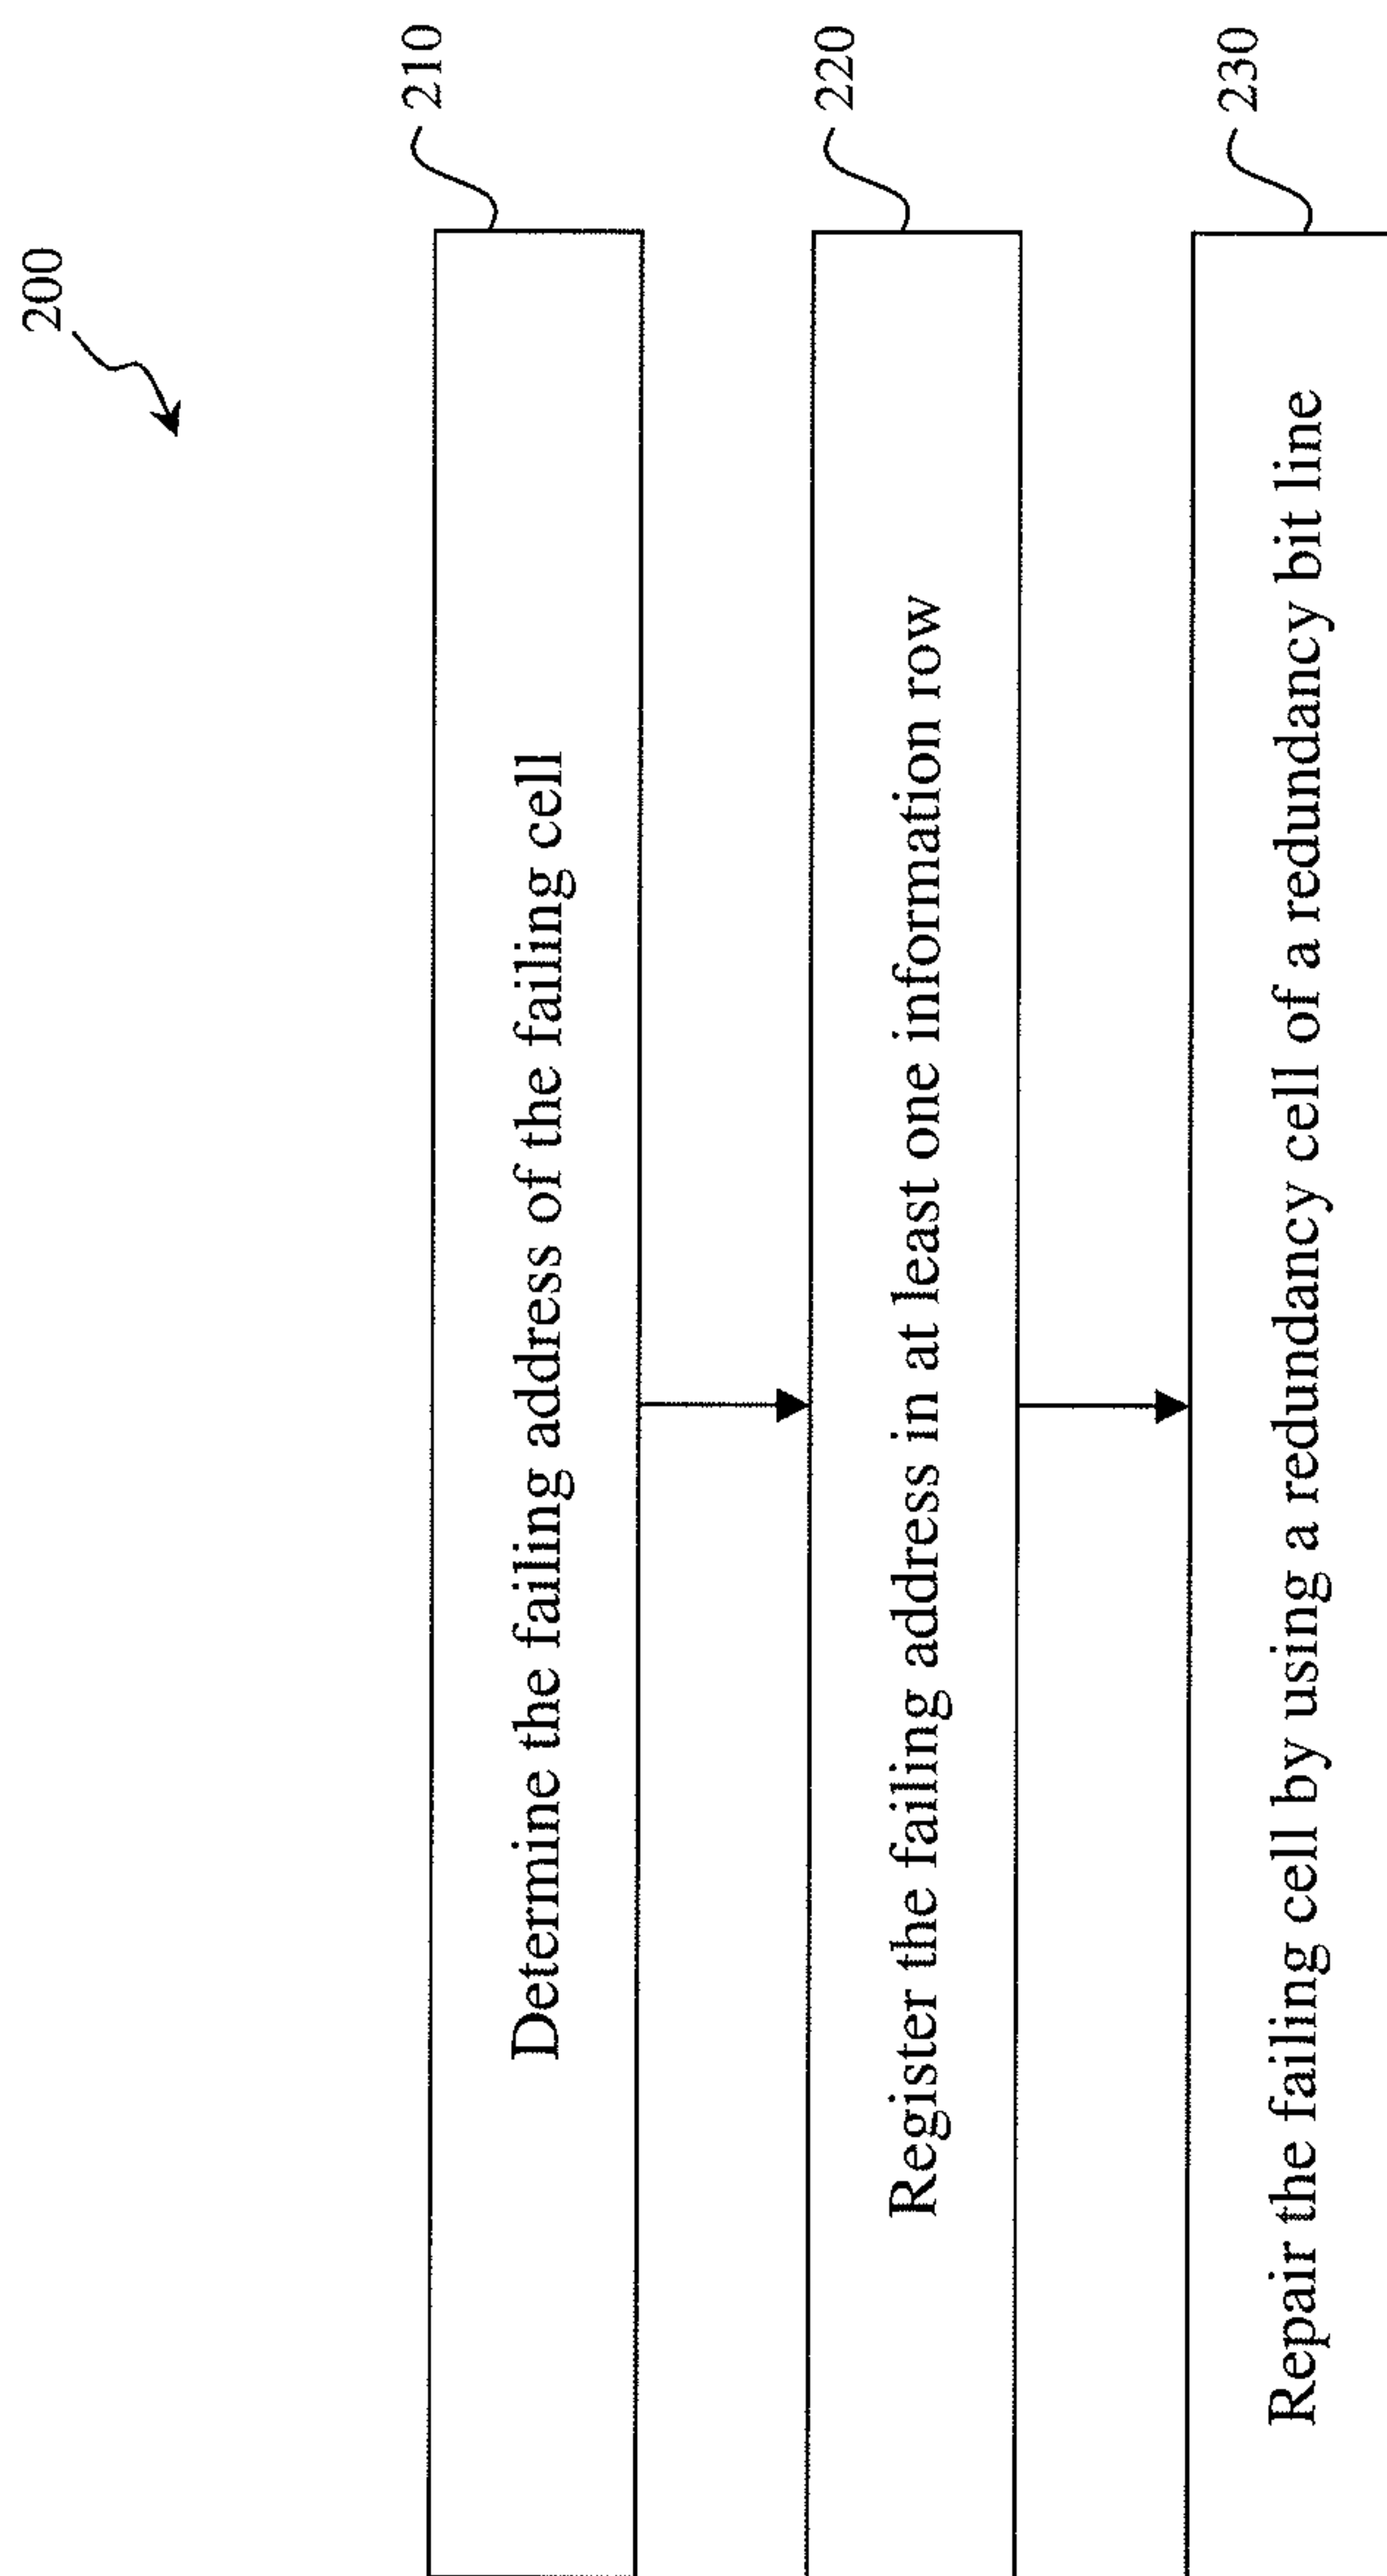 200
210
Determine the failing address of the failing cell
220
Register the failing address in at least one information row
230
Repair the failing cell by using a redundancy cell of a redundancy bit line